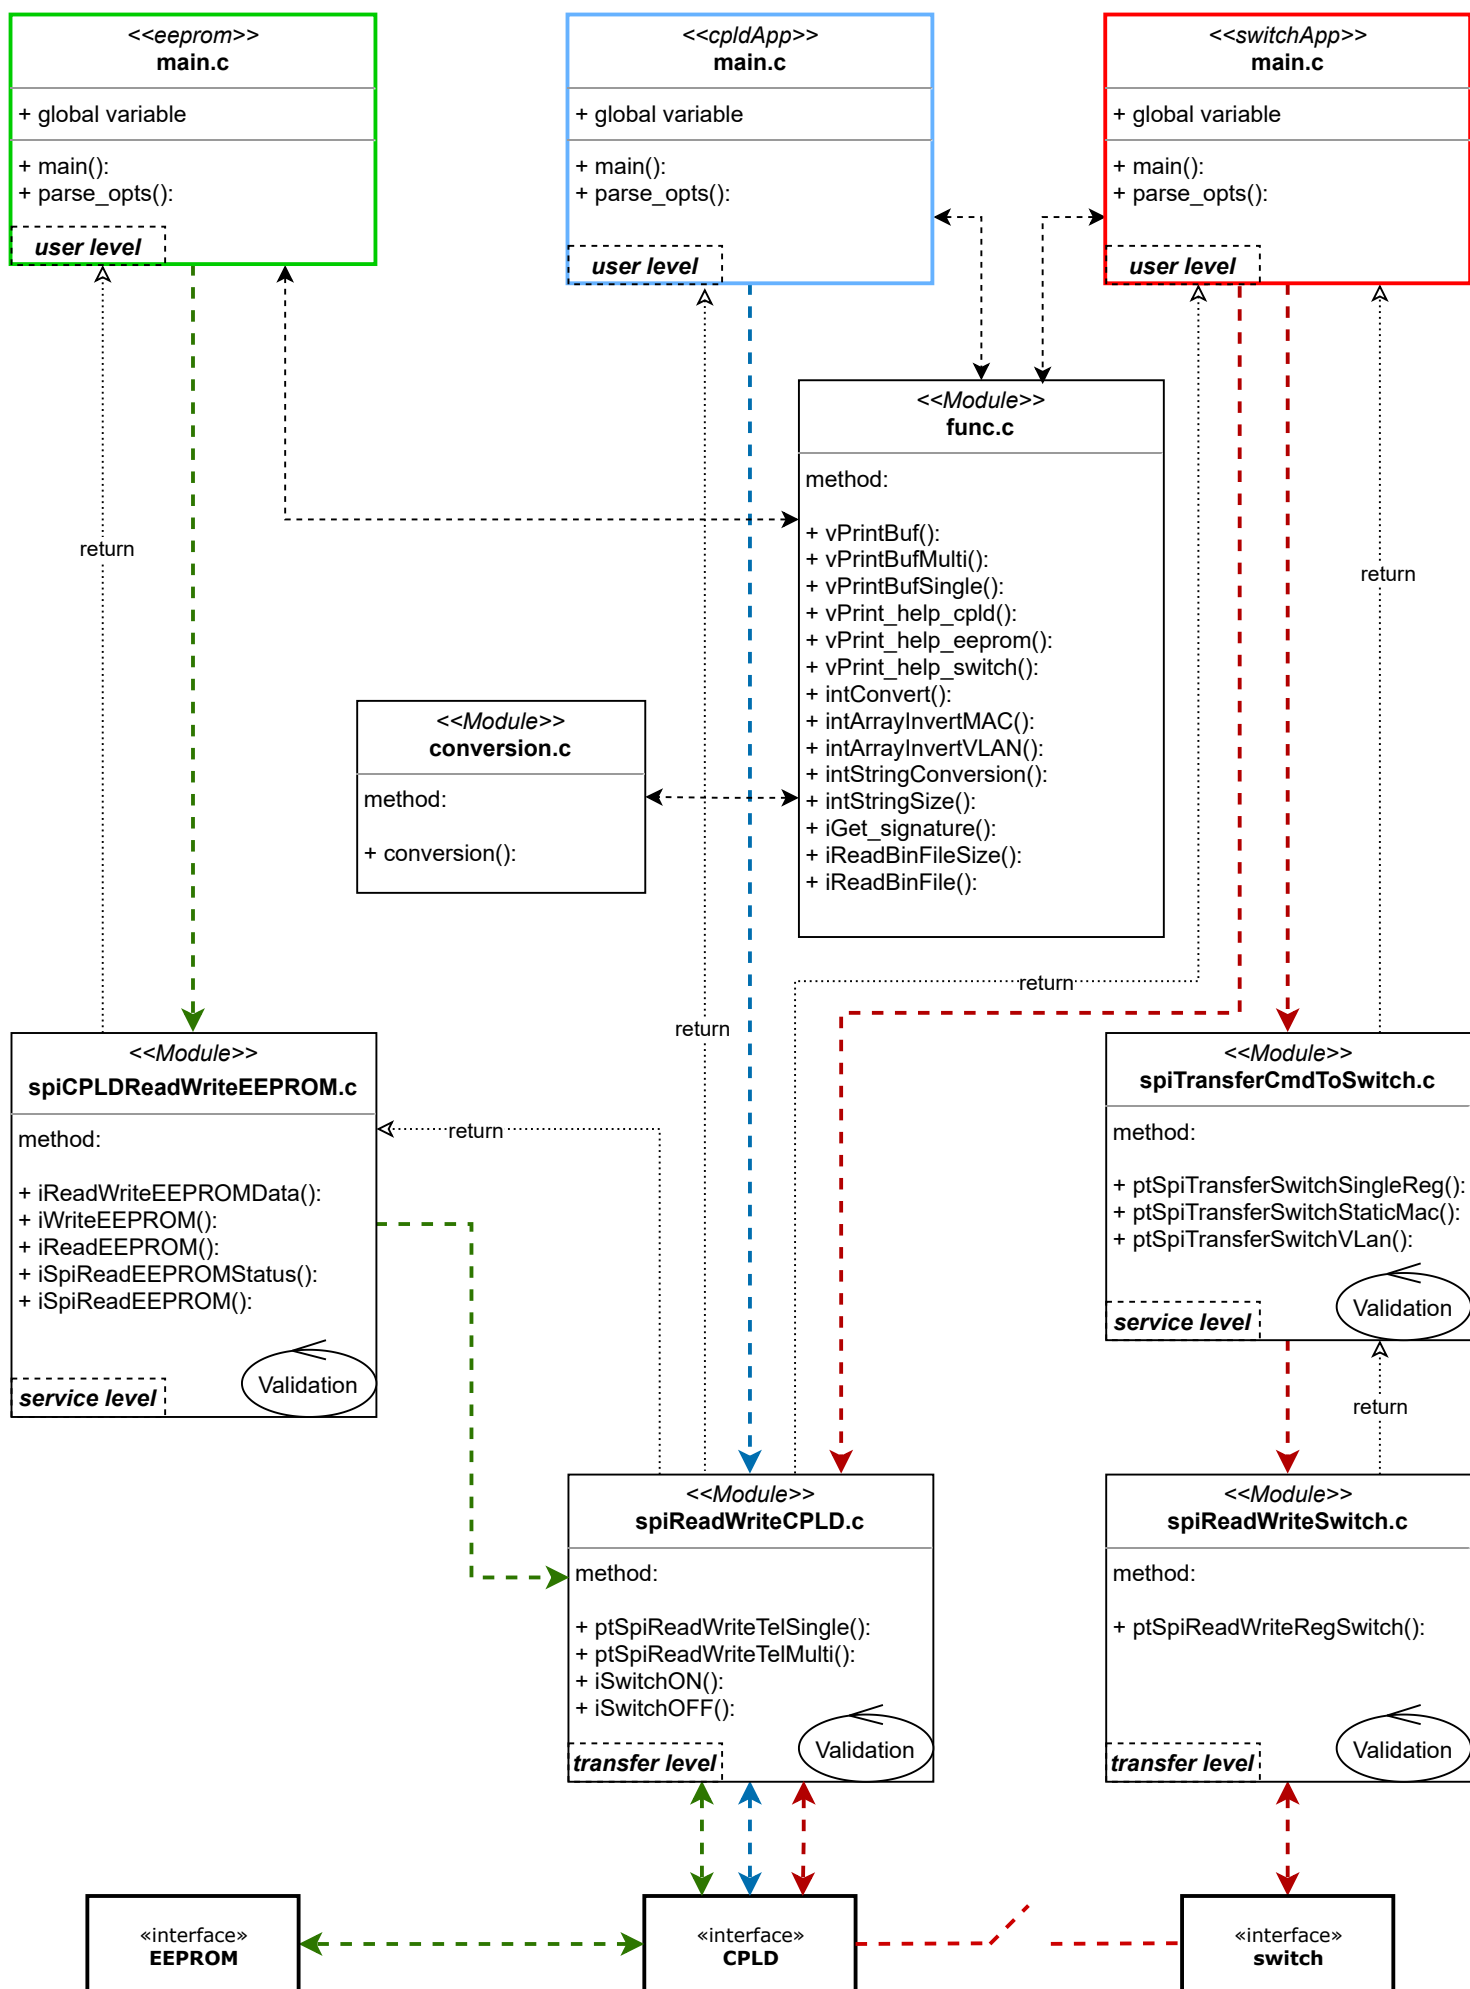 <<eeprom>>
main.c
+ global variable
+ main():
+ parse_opts():
user level
<<cpldApp>>
main.c
+ global variable
+ main():
+ parse_opts():
user level
<<switchApp>>
main.c
+ global variable
+ main():
+ parse_opts():
user level
<<Module>>
func.c
method:
+ vPrintBuf():
+ vPrintBufMulti():
+ vPrintBufSingle():
+ vPrint_help_cpld():
+ vPrint_help_eeprom():
+ vPrint_help_switch():
+ intConvert():
+ intArrayInvertMAC():
+ intArrayInvertVLAN():
+ intStringConversion():
+ intStringSize():
+ iGet_signature():
+ iReadBinFileSize():
+ iReadBinFile():
return
return
<<Module>>
conversion.c
method:
+ conversion():
return
return
<<Module>>
spiCPLDReadWriteEEPROM.c
method:
+ iReadWriteEEPROMData():
+ iWriteEEPROM():
+ iReadEEPROM():
+ iSpiReadEEPROMStatus():
+ iSpiReadEEPROM():
Validation
service level
return
<<Module>>
spiTransferCmdToSwitch.c
method:
+ ptSpiTransferSwitchSingleReg():
+ ptSpiTransferSwitchStaticMac():
+ ptSpiTransferSwitchVLan():
Validation
service level
return
<<Module>>
spiReadWriteCPLD.c
method:
+ ptSpiReadWriteTelSingle():
+ ptSpiReadWriteTelMulti():
+ iSwitchON():
+ iSwitchOFF():
Validation
transfer level
<<Module>>
spiReadWriteSwitch.c
method:
+ ptSpiReadWriteRegSwitch():
Validation
transfer level
«interface»
EEPROM
«interface»
CPLD
«interface»
switch